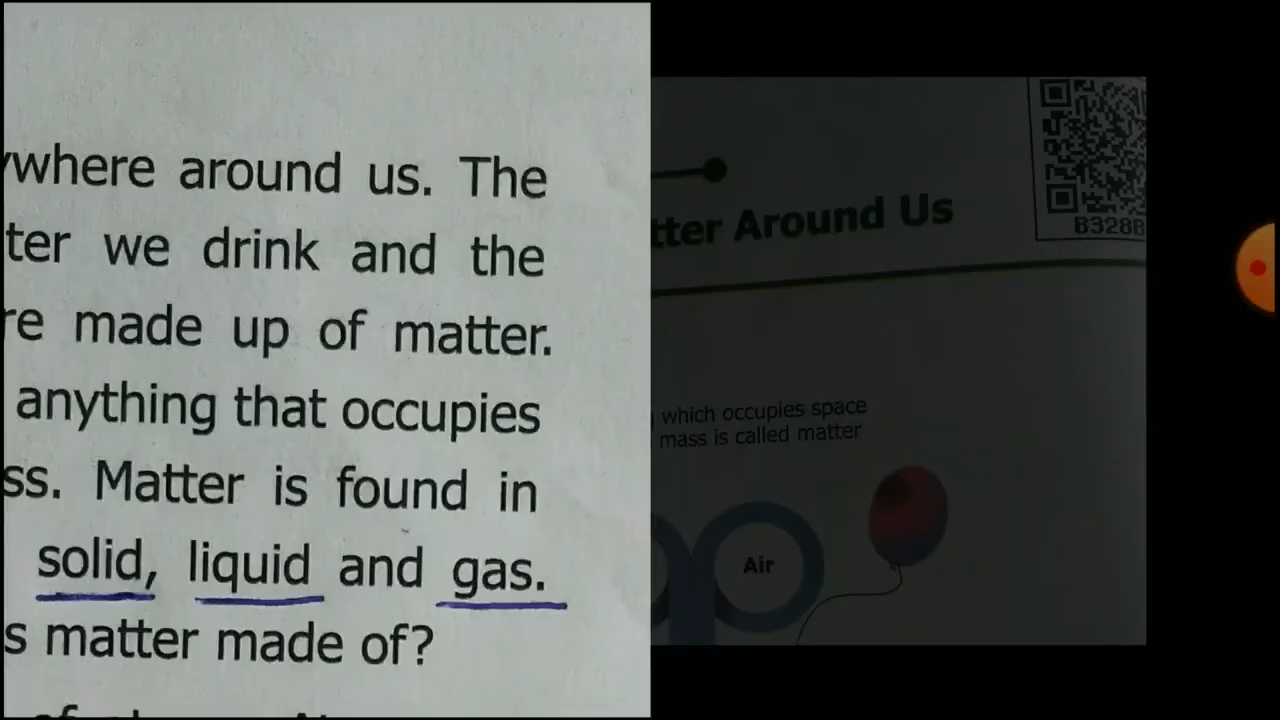 where around us. The
ter we drink and the
re made up of matter.
anything that occupies
ss. Matter is found in
solid, liquid and gas.
s matter made of?
tter Around Us
B328B
which occupies space
mass is called matter
Air